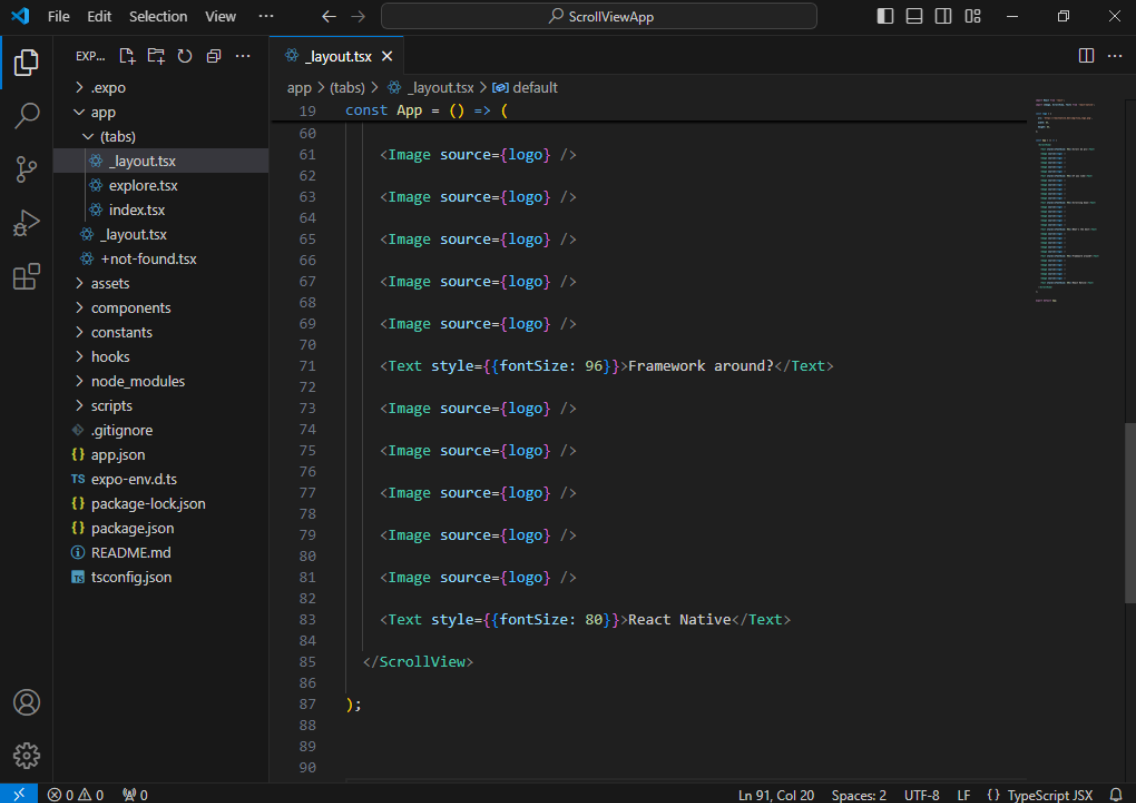 File Edit Selection View ··· ScrollViewApp
EXP...
_layout.tsx
.expo
app
(tabs)
_layout.tsx
explore.tsx
index.tsx
_layout.tsx
+not-found.tsx
assets
components
constants
hooks
node_modules
scripts
.gitignore
{} app.json
TS expo-env.d.ts
{} package-lock.json
{} package.json
README.md
TS tsconfig.json
app > (tabs) > _layout.tsx > default
19 const App = () => (
60
61 <Image source={logo} />
62
63 <Image source={logo} />
64
65 <Image source={logo} />
66
67 <Image source={logo} />
68
69 <Image source={logo} />
70
71 <Text style={{fontSize: 96}}>Framework around?</Text>
72
73 <Image source={logo} />
74
75 <Image source={logo} />
76
77 <Image source={logo} />
78
79 <Image source={logo} />
80
81 <Image source={logo} />
82
83 <Text style={{fontSize: 80}}>React Native</Text>
84
85 </ScrollView>
86
87 );
88
89
90
0 0 0 Ln 91, Col 20 Spaces: 2 UTF-8 LF {} TypeScript JSX